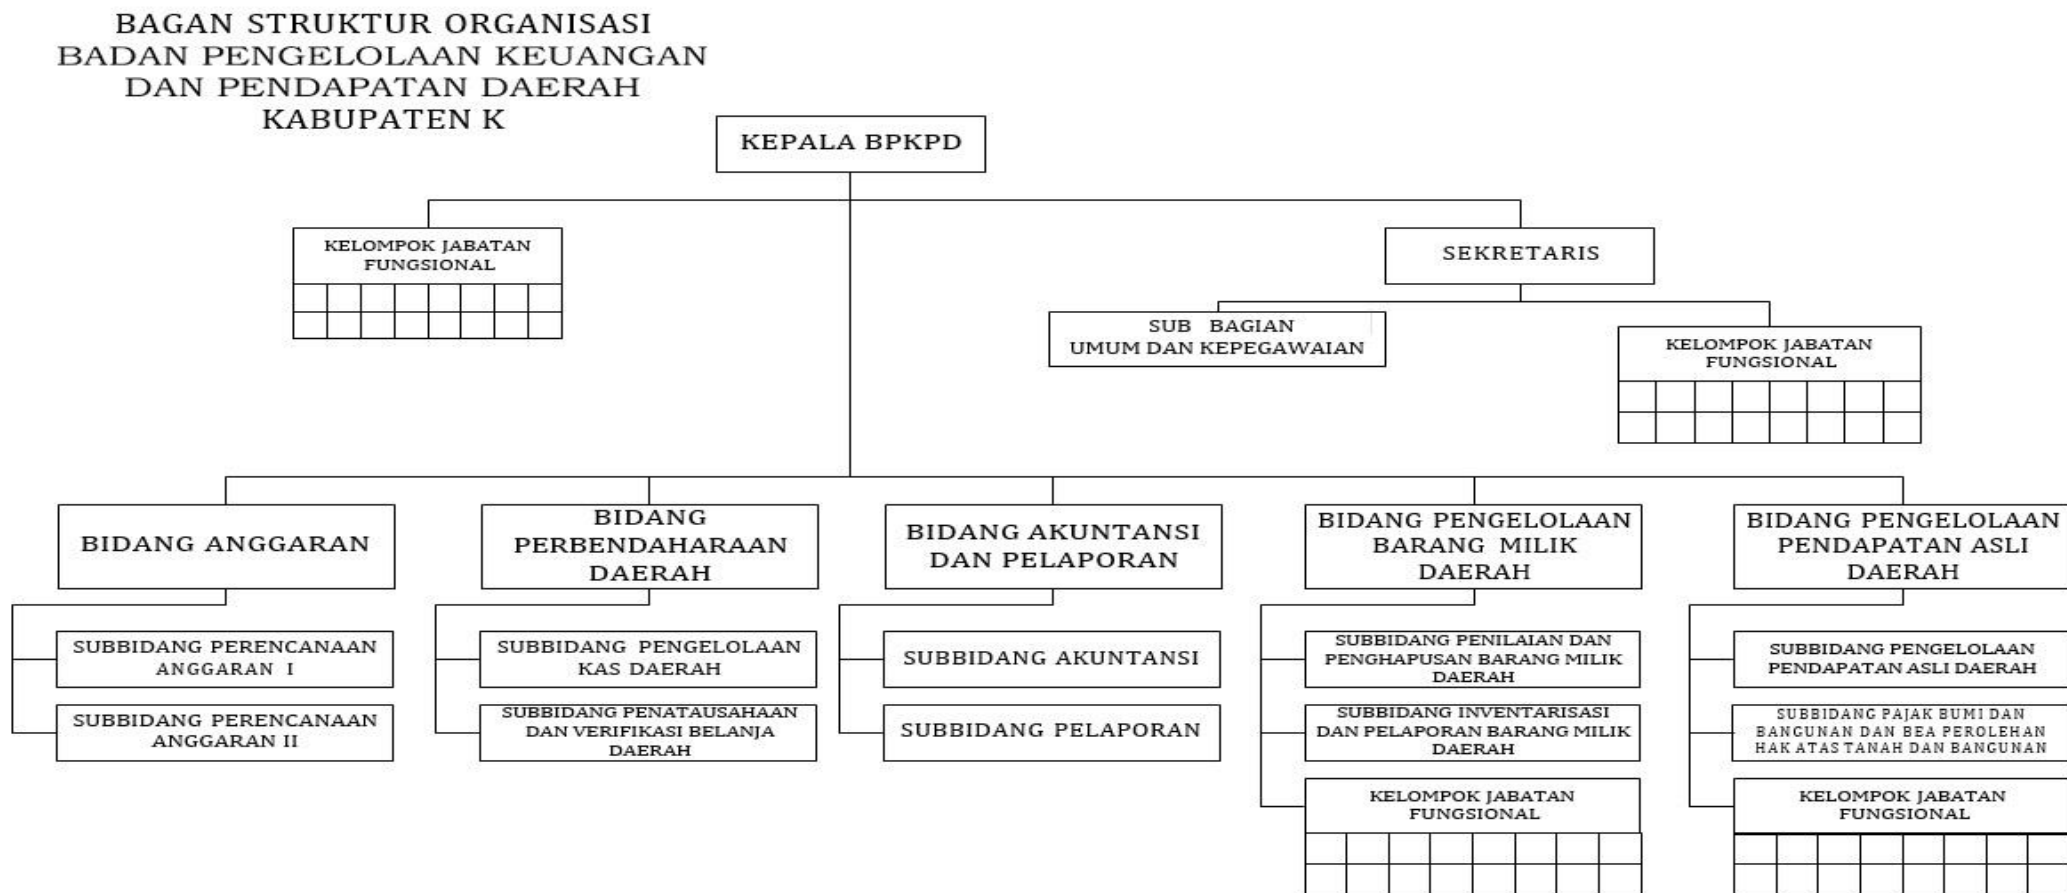 BAGAN STRUKTUR ORGANISASI
BADAN PENGELOLAAN KEUANGAN
DAN PENDAPATAN DAERAH
KABUPATEN K
KEPALA BPKPD
KELOMPOK JABATAN
FUNGSIONAL
SEKRETARIS
SUB BAGIAN
UMUM DAN KEPEGAWAIAN
KELOMPOK JABATAN
FUNGSIONAL
BIDANG ANGGARAN
SUBBIDANG PERENCANAAN
ANGGARAN I
SUBBIDANG PERENCANAAN
ANGGARAN II
BIDANG
PERBENDAHARAAN
DAERAH
SUBBIDANG PENGELOLAAN
KAS DAERAH
SUBBIDANG PENATAUSAHAAN
DAN VERIFIKASI BELANJA
DAERAH
BIDANG AKUNTANSI
DAN PELAPORAN
SUBBIDANG AKUNTANSI
SUBBIDANG PELAPORAN
BIDANG PENGELOLAAN
BARANG MILIK
DAERAH
SUBBIDANG PENILAIAN DAN
PENGHAPUSAN BARANG MILIK
DAERAH
SUBBIDANG INVENTARISASI
DAN PELAPORAN BARANG MILIK
DAERAH
KELOMPOK JABATAN
FUNGSIONAL
BIDANG PENGELOLAAN
PENDAPATAN ASLI
DAERAH
SUBBIDANG PENGELOLAAN
PENDAPATAN ASLI DAERAH
SUBBIDANG PAJAK BUMI DAN
BANGUNAN DAN BEA PEROLEHAN
HAK ATAS TANAH DAN BANGUNAN
KELOMPOK JABATAN
FUNGSIONAL